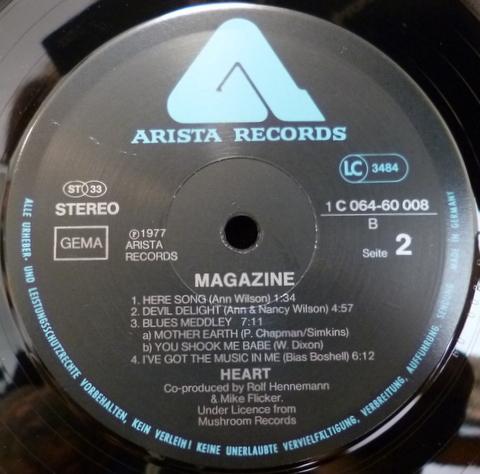 ARISTA RECORDS
LC 3484
ST 33
STEREO
1 C 064-60 008
B
GEMA
℗ 1977
ARISTA
RECORDS
Seite 2
MAGAZINE
1. HERE SONG (Ann Wilson) 1:34
2. DEVIL DELIGHT (Ann & Nancy Wilson) 4:57
3. BLUES MEDDLEY 7:11
a) MOTHER EARTH (P. Chapman/Simkins)
b) YOU SHOOK ME BABE (W. Dixon)
4. I'VE GOT THE MUSIC IN ME (Bias Boshell) 6:12
HEART
Co-produced by Rolf Hennemann
& Mike Flicker.
Under Licence from
Mushroom Records
ALLE URHEBER- UND LEISTUNGSSCHUTZRECHTE VORBEHALTEN, KEIN VERLEIH! KEINE UNERLAUBTE VERVIELFÄLTIGUNG, VERBREITUNG, AUFFÜHRUNG, SENDUNG MADE IN GERMANY